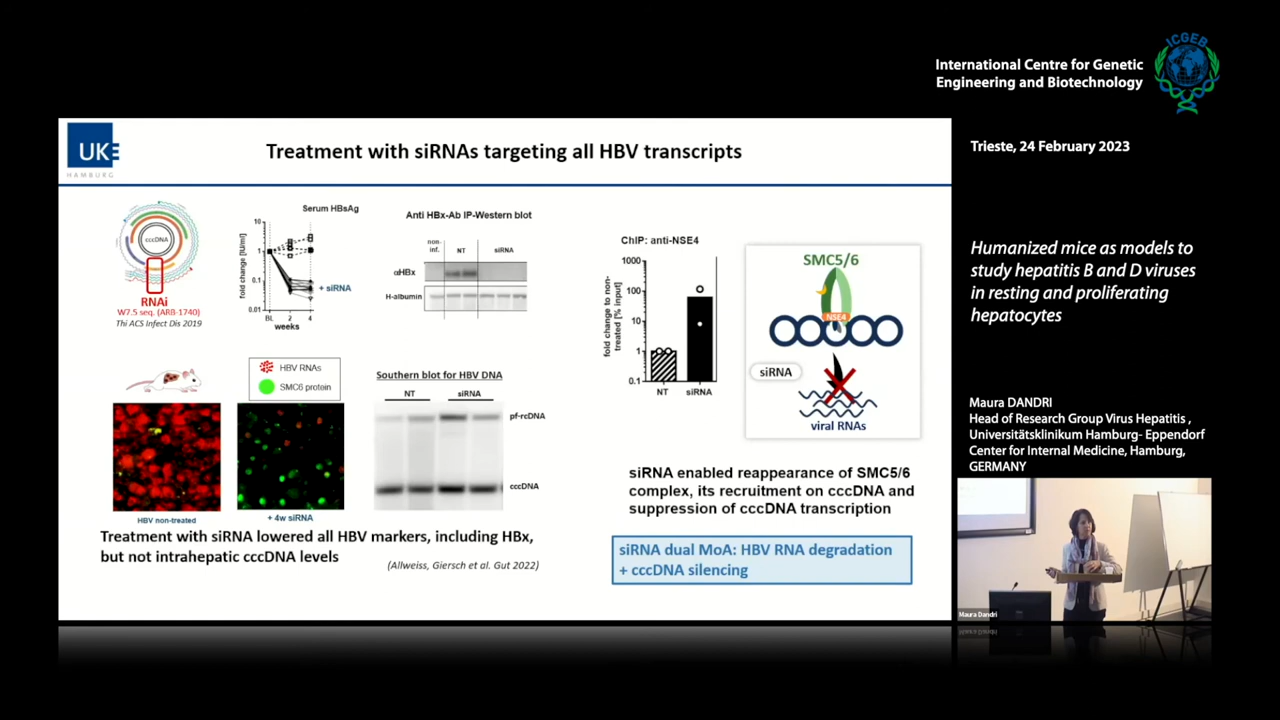 International Centre for Genetic
Engineering and Biotechnology
ICGEB
Trieste, 24 February 2023
Humanized mice as models to
study hepatitis B and D viruses
in resting and proliferating
hepatocytes
Maura DANDRI
Head of Research Group Virus Hepatitis ,
Universitätsklinikum Hamburg- Eppendorf
Center for Internal Medicine, Hamburg,
GERMANY
Maura Dandri
UKE
HAMBURG
Treatment with siRNAs targeting all HBV transcripts
cccDNA
RNAi
W7.5 seq. (ARB-1740)
Thi ACS Infect Dis 2019
Serum HBsAg
fold change [IU/ml]
10
1
0.1
0.01
BL 2 4
weeks
+ siRNA
Anti HBx-Ab IP-Western blot
non-
inf.
NT
siRNA
αHBx
H-albumin
HBV RNAs
SMC6 protein
HBV non-treated
+ 4w siRNA
Southern blot for HBV DNA
NT
siRNA
pf-rcDNA
cccDNA
Treatment with siRNA lowered all HBV markers, including HBx,
but not intrahepatic cccDNA levels
(Allweiss, Giersch et al. Gut 2022)
ChIP: anti-NSE4
fold change to non-
treated [% input]
1000
100
10
1
0.1
NT siRNA
SMC5/6
NSE4
siRNA
viral RNAs
siRNA enabled reappearance of SMC5/6
complex, its recruitment on cccDNA and
suppression of cccDNA transcription
siRNA dual MoA: HBV RNA degradation
+ cccDNA silencing